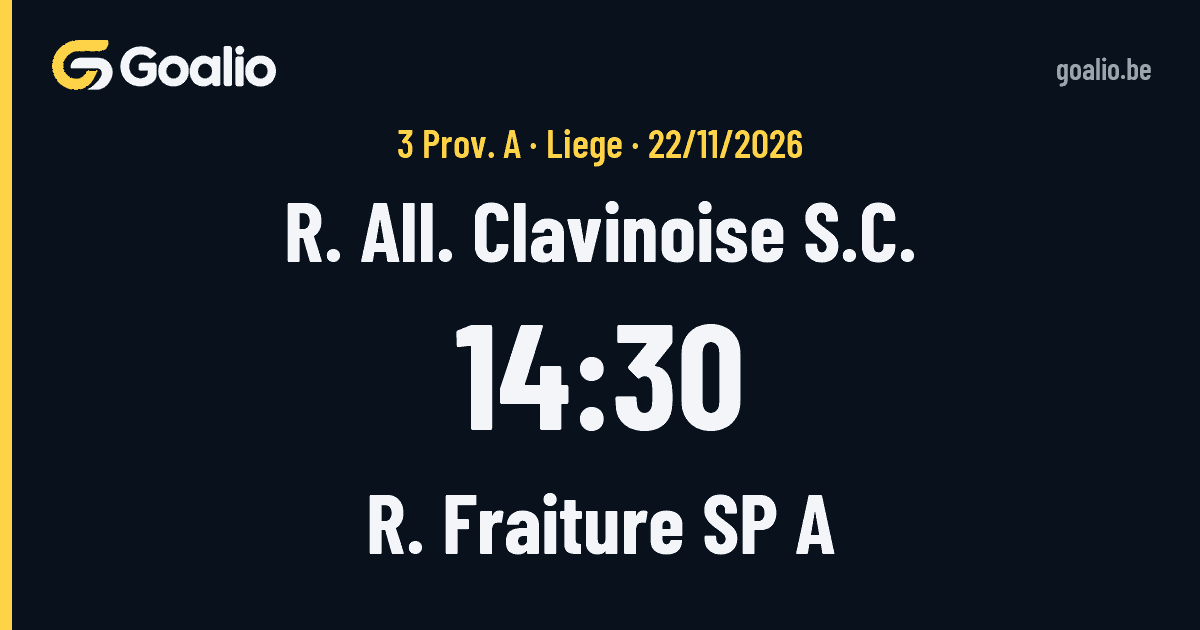 Goalio
goalio.be
3 Prov. A · Liege · 22/11/2026
R. All. Clavinoise S.C.
14:30
R. Fraiture SP A